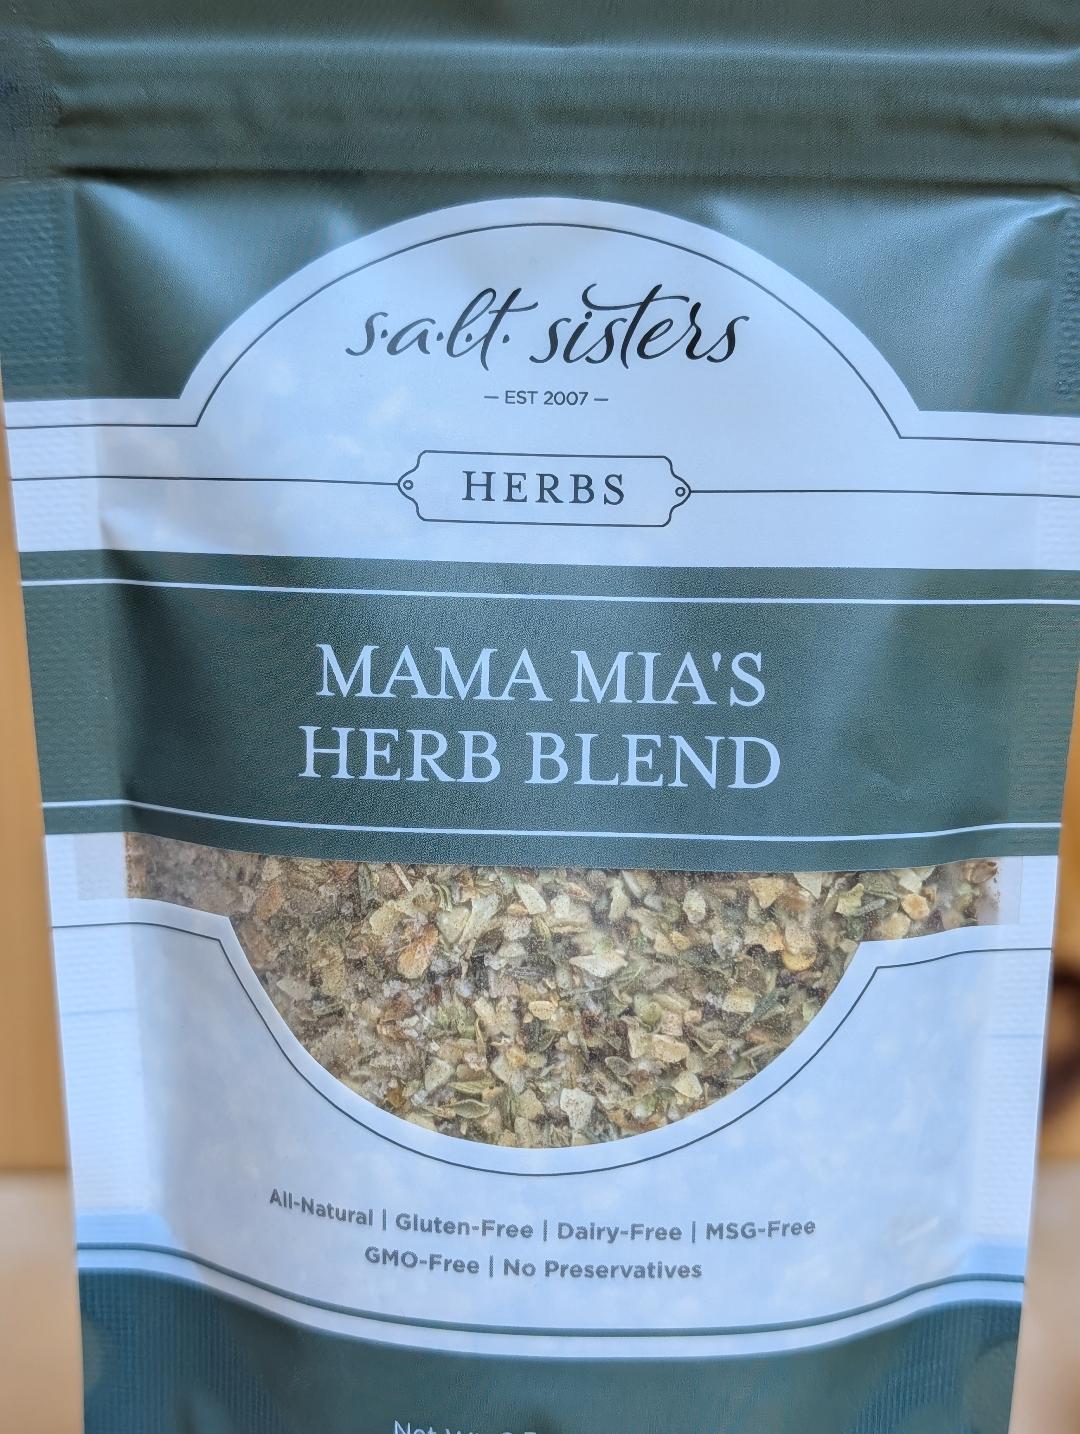 s.a.l.t. sisters
— EST 2007 —
HERBS
MAMA MIA'S
HERB BLEND
All-Natural | Gluten-Free | Dairy-Free | MSG-Free
GMO-Free | No Preservatives
Net